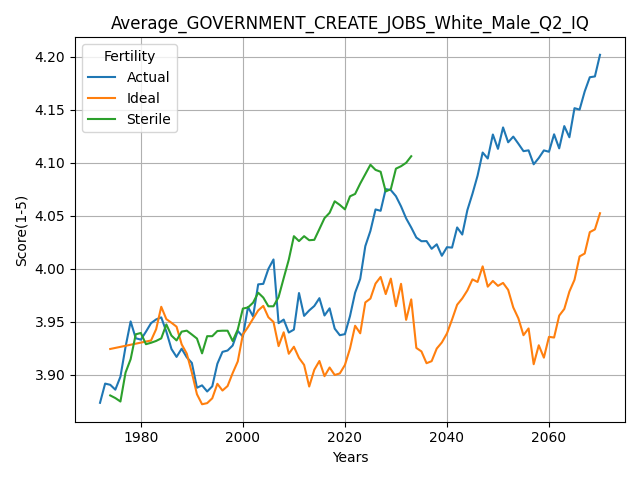 Average_GOVERNMENT_CREATE_JOBS_White_Male_Q2_IQ
Fertility
Actual
Ideal
Sterile
4.20
4.15
4.10
4.05
4.00
3.95
3.90
Score(1-5)
1980
2000
2020
2040
2060
Years